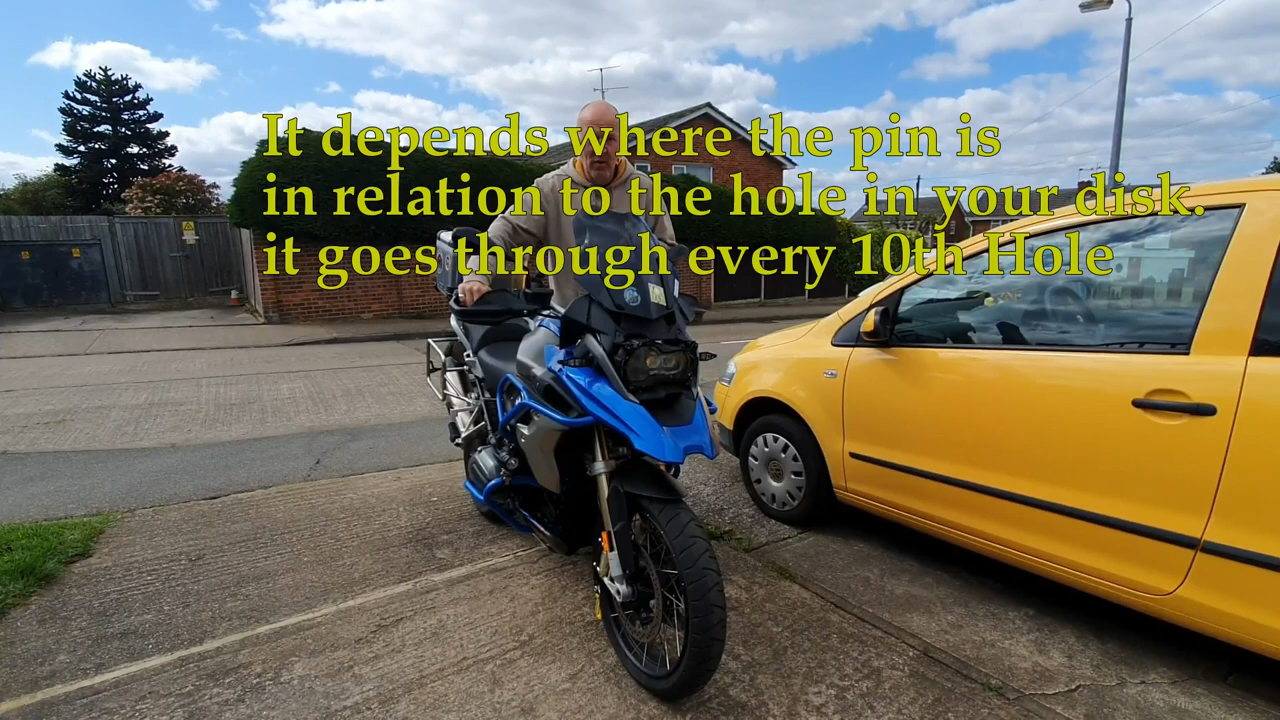 It depends where the pin is
in relation to the hole in your disk.
it goes through every 10th Hole